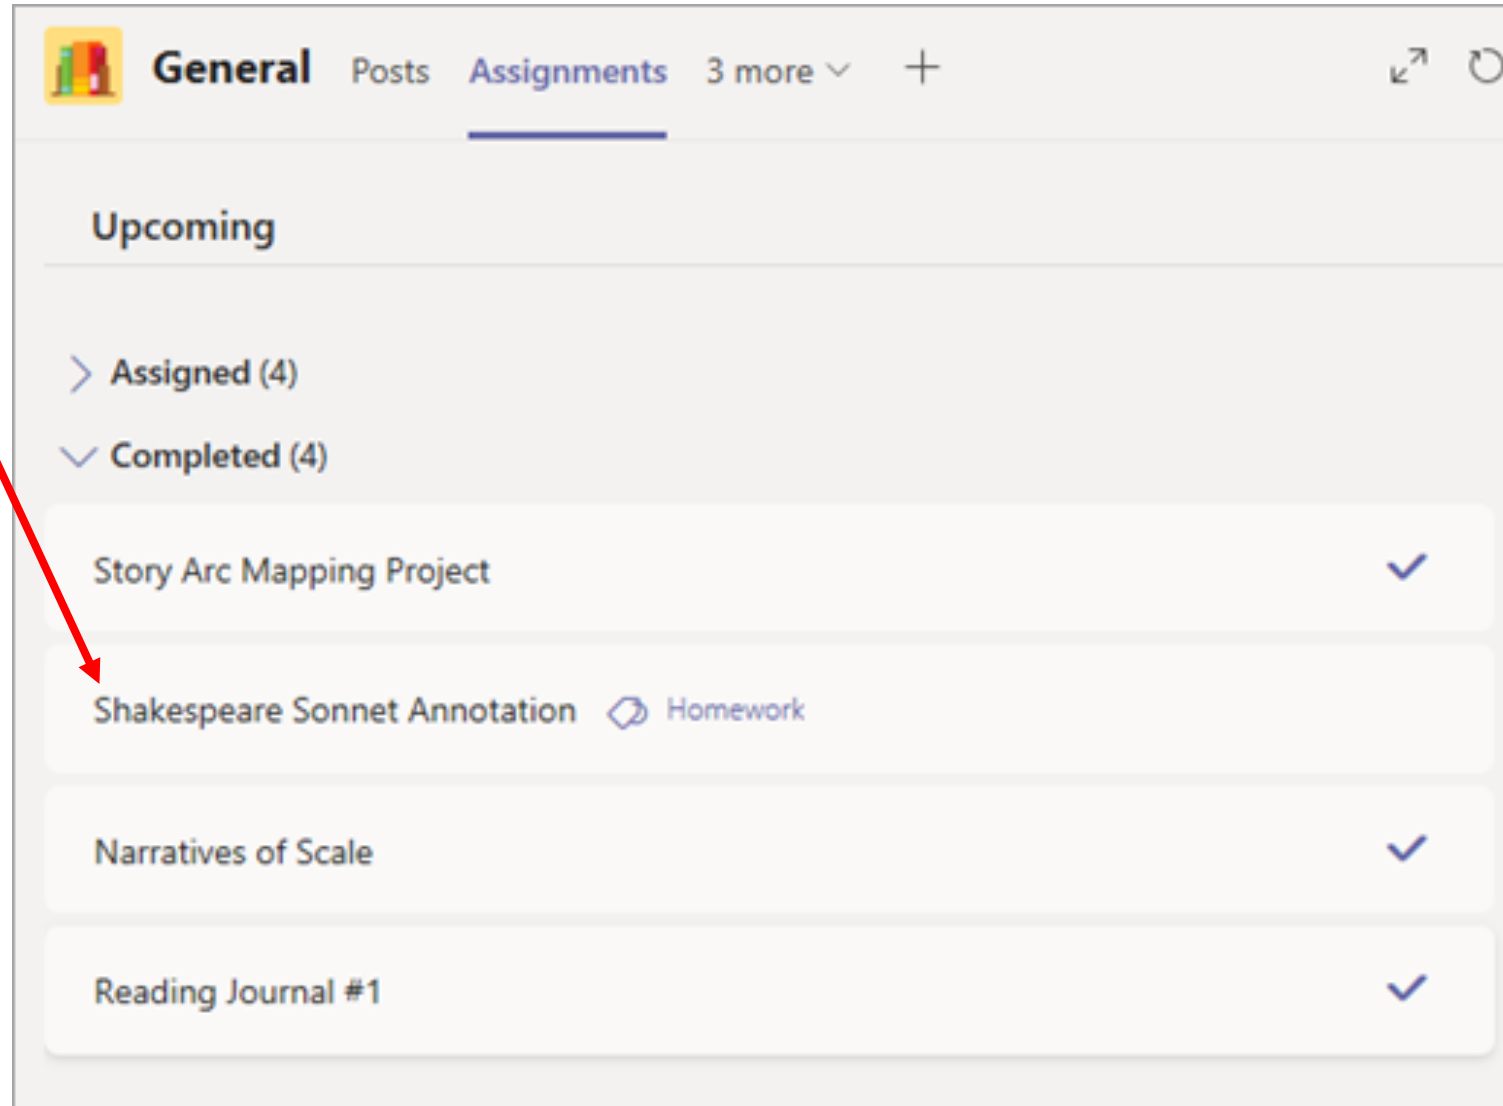 General Posts Assignments 3 more
Upcoming
Assigned (4)
Completed (4)
Story Arc Mapping Project
Shakespeare Sonnet Annotation Homework
Narratives of Scale
Reading Journal #1